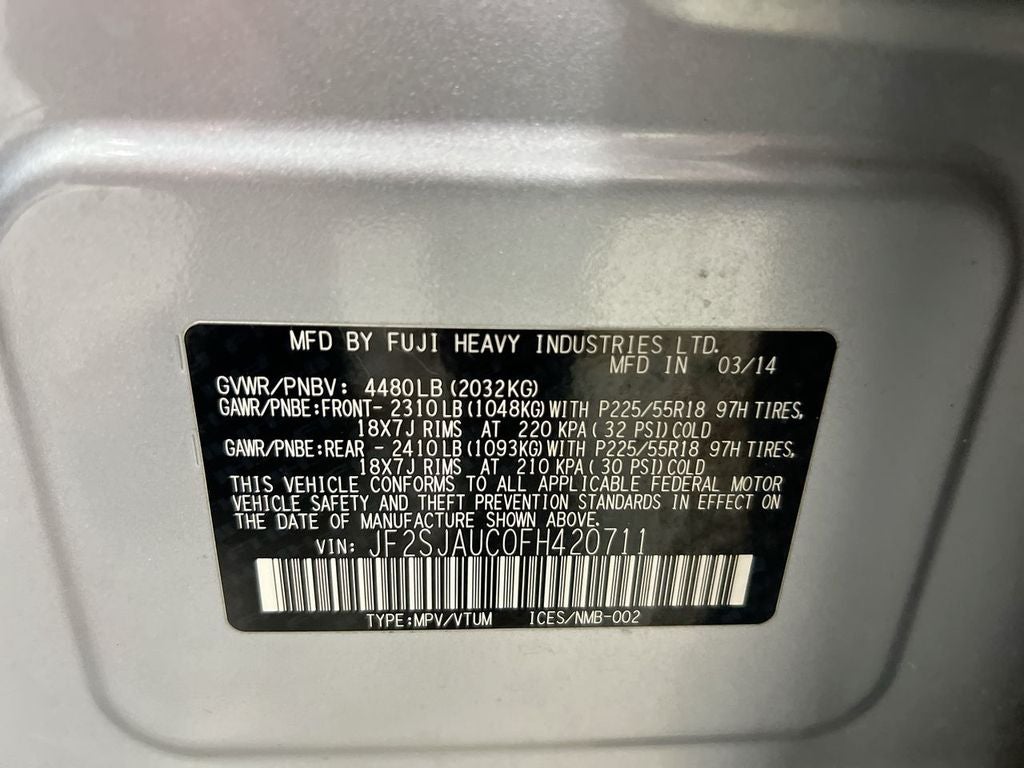 MFD BY FUJI HEAVY INDUSTRIES LTD.
MFD IN 03/14
GVWR/PNBV: 4480LB(2032KG)
GAWR/PNBE:FRONT- 2310LB(1048KG)WITH P225/55R18 97H TIRES,
18X7J RIMS AT 220 KPA(32 PSI)COLD
GAWR/PNBE:REAR - 2410LB(1093KG)WITH P225/55R18 97H TIRES,
18X7J RIMS AT 210 KPA(30 PSI)COLD
THIS VEHICLE CONFORMS TO ALL APPLICABLE FEDERAL MOTOR
VEHICLE SAFETY AND THEFT PREVENTION STANDARDS IN EFFECT ON
THE DATE OF MANUFACTURE SHOWN ABOVE.
VIN: JF2SJAUC0FH420711
TYPE:MPV/VTUM ICES/NMB-002